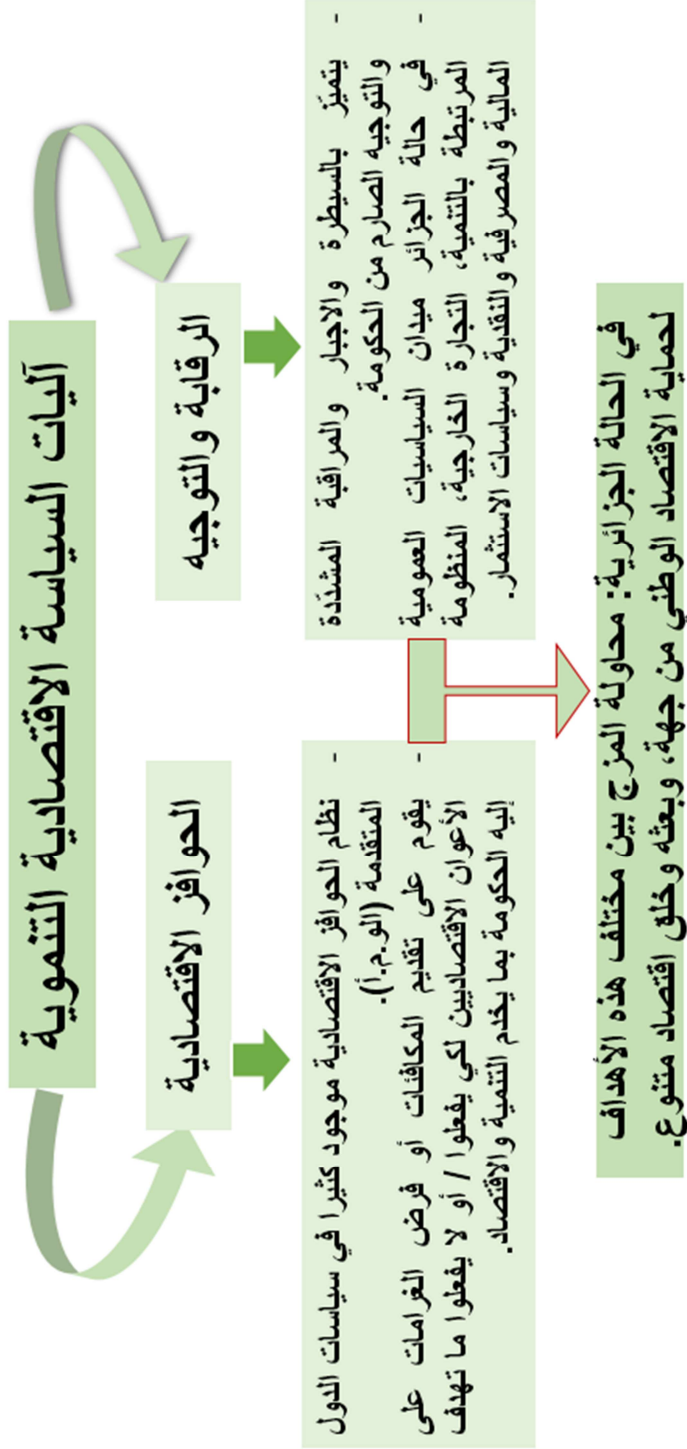 آليات السياسة الاقتصادية التنموية
الرقابة والتوجيه
- يتميّز بالسيطرة والاجبار والمراقبة المشدّدة
والتوجيه الصارم من الحكومة.
- في حالة الجزائر ميدان السياسيات العمومية
المرتبطة بالتنمية، التجارة الخارجية، المنظومة
المالية والمصرفية والنقدية وسياسات الاستثمار.
الحوافز الاقتصادية
- نظام الحوافز الاقتصادية موجود كثيرا في سياسات الدول
المتقدمة (الو.م.أ).
- يقوم على تقديم المكافئات أو فرض الغرامات على
الأعوان الاقتصاديين لكي يفعلوا / أو لا يفعلوا ما تهدف
إليه الحكومة بما يخدم التنمية والاقتصاد.
في الحالة الجزائرية: محاولة المزج بين مختلف هذه الأهداف
لحماية الاقتصاد الوطني من جهة، وبعثه وخلق اقتصاد متنوع.